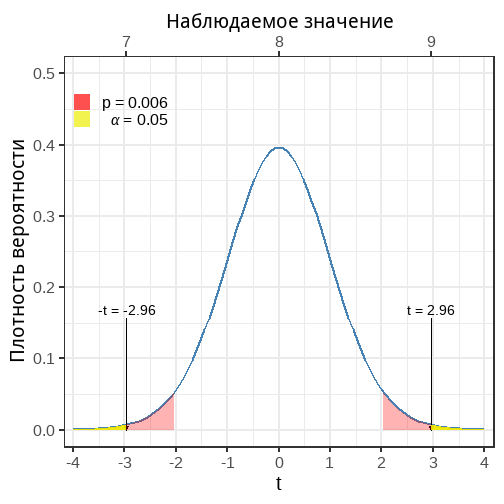 Наблюдаемое значение
7 8 9
p = 0.006
α = 0.05
Плотность вероятности
0.5
0.4
0.3
0.2
0.1
0.0
-t = -2.96
t = 2.96
-4 -3 -2 -1 0 1 2 3 4
t